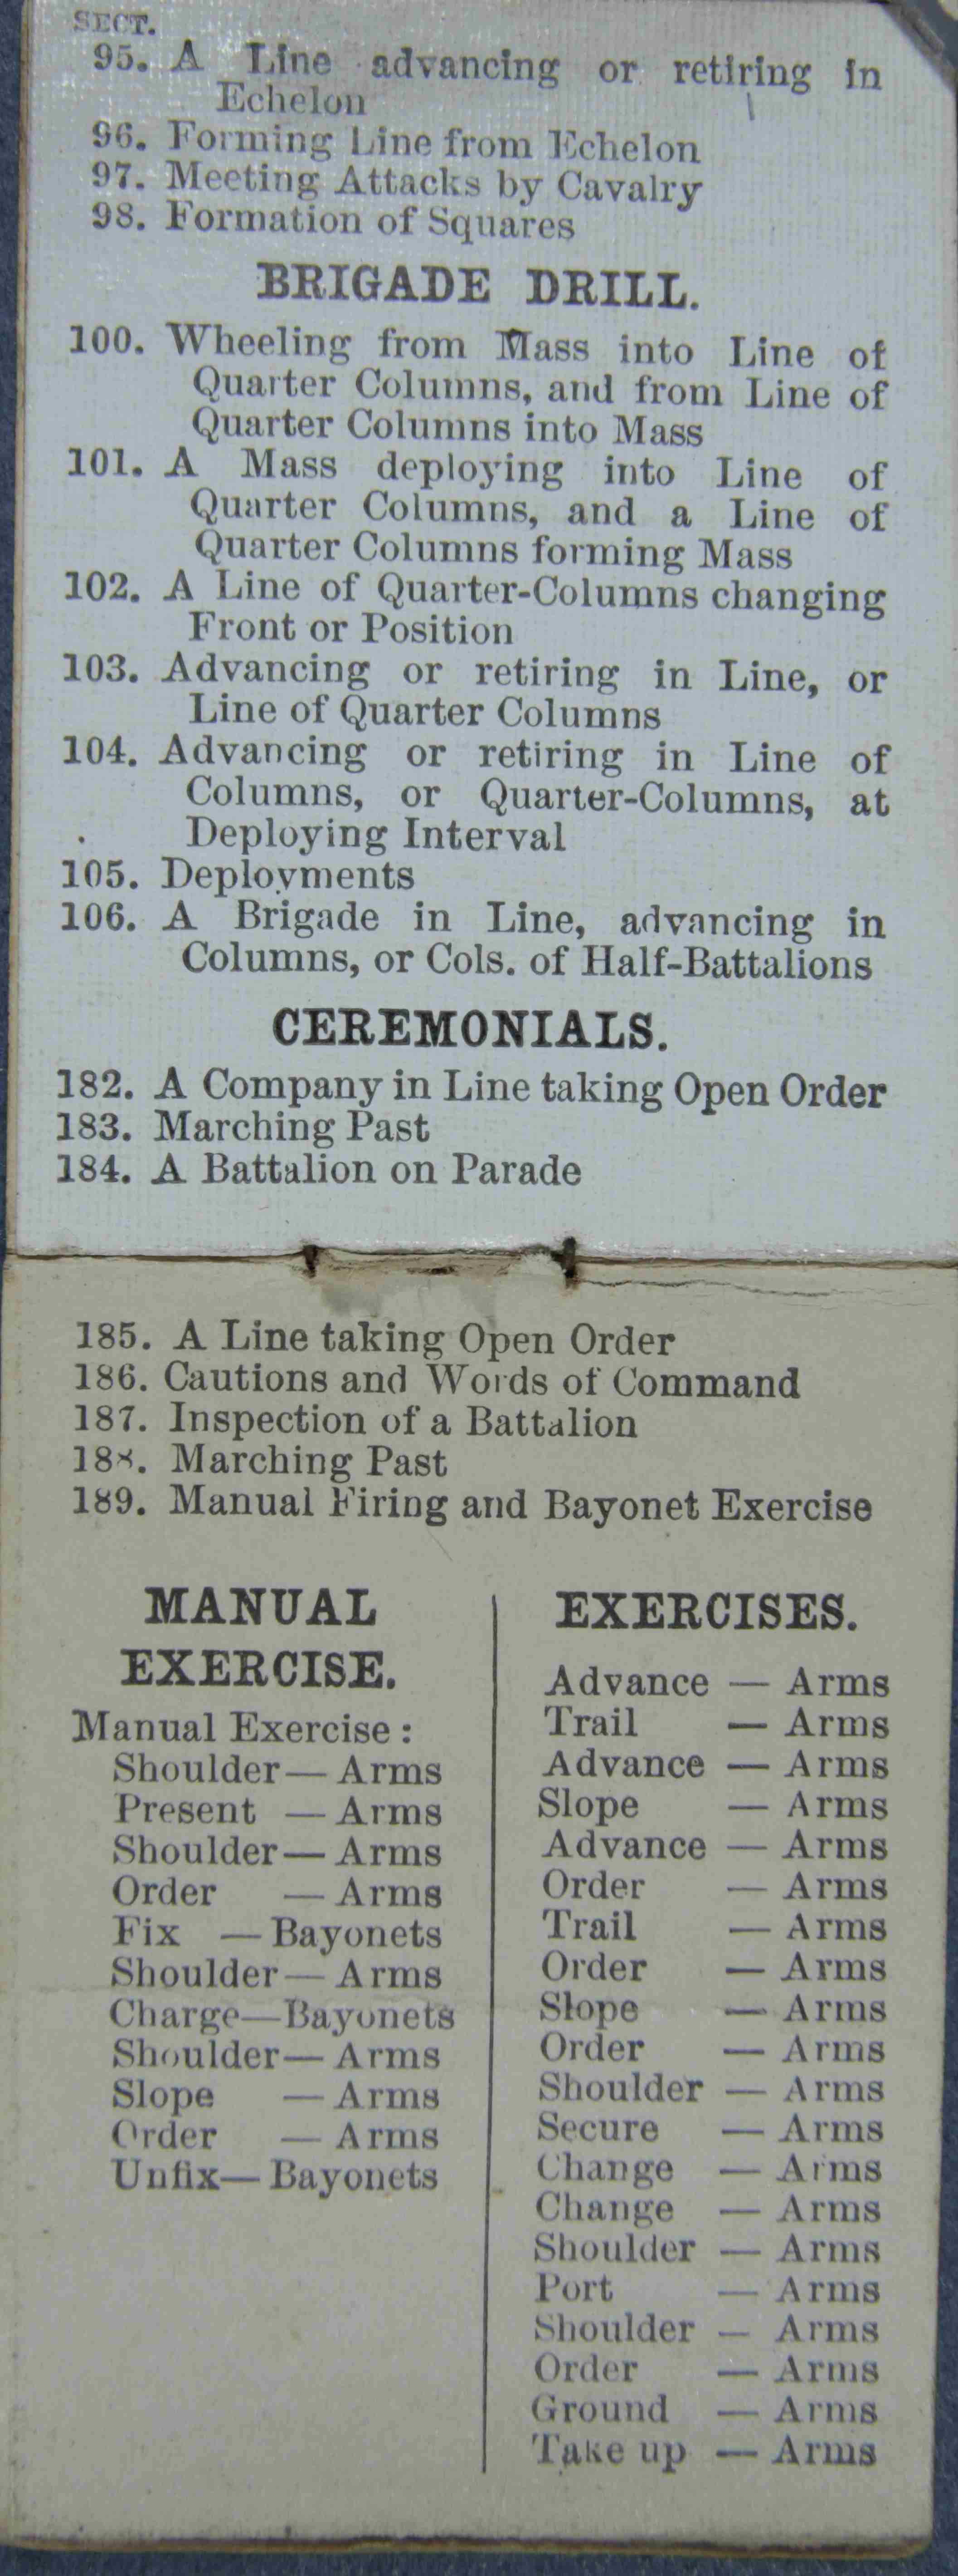 SECT.
95. A Line advancing or retiring in
Echelon
96. Forming Line from Echelon
97. Meeting Attacks by Cavalry
98. Formation of Squares
BRIGADE DRILL.
100. Wheeling from Mass into Line of
Quarter Columns, and from Line of
Quarter Columns into Mass
101. A Mass deploying into Line of
Quarter Columns, and a Line of
Quarter Columns forming Mass
102. A Line of Quarter-Columns changing
Front or Position
103. Advancing or retiring in Line, or
Line of Quarter Columns
104. Advancing or retiring in Line of
Columns, or Quarter-Columns, at
Deploying Interval
105. Deployments
106. A Brigade in Line, advancing in
Columns, or Cols. of Half-Battalions
CEREMONIALS.
182. A Company in Line taking Open Order
183. Marching Past
184. A Battalion on Parade
185. A Line taking Open Order
186. Cautions and Words of Command
187. Inspection of a Battalion
188. Marching Past
189. Manual Firing and Bayonet Exercise
MANUAL
EXERCISE.
Manual Exercise:
Shoulder— Arms
Present — Arms
Shoulder— Arms
Order — Arms
Fix — Bayonets
Shoulder— Arms
Charge—Bayonets
Shoulder— Arms
Slope — Arms
Order — Arms
Unfix— Bayonets
EXERCISES.
Advance — Arms
Trail — Arms
Advance — Arms
Slope — Arms
Advance — Arms
Order — Arms
Trail — Arms
Order — Arms
Slope — Arms
Order — Arms
Shoulder — Arms
Secure — Arms
Change — Arms
Change — Arms
Shoulder — Arms
Port — Arms
Shoulder — Arms
Order — Arms
Ground — Arms
Take up — Arms